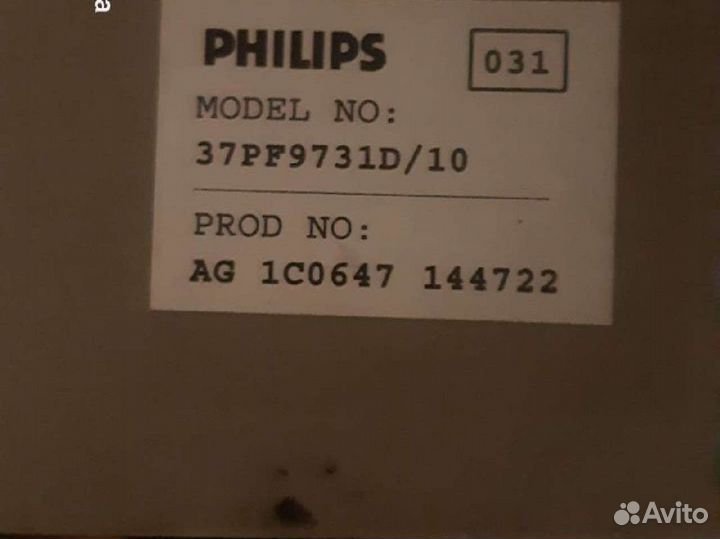 a
PHILIPS
031
MODEL NO:
37PF9731D/10
PROD NO:
AG 1C0647 144722
Avito